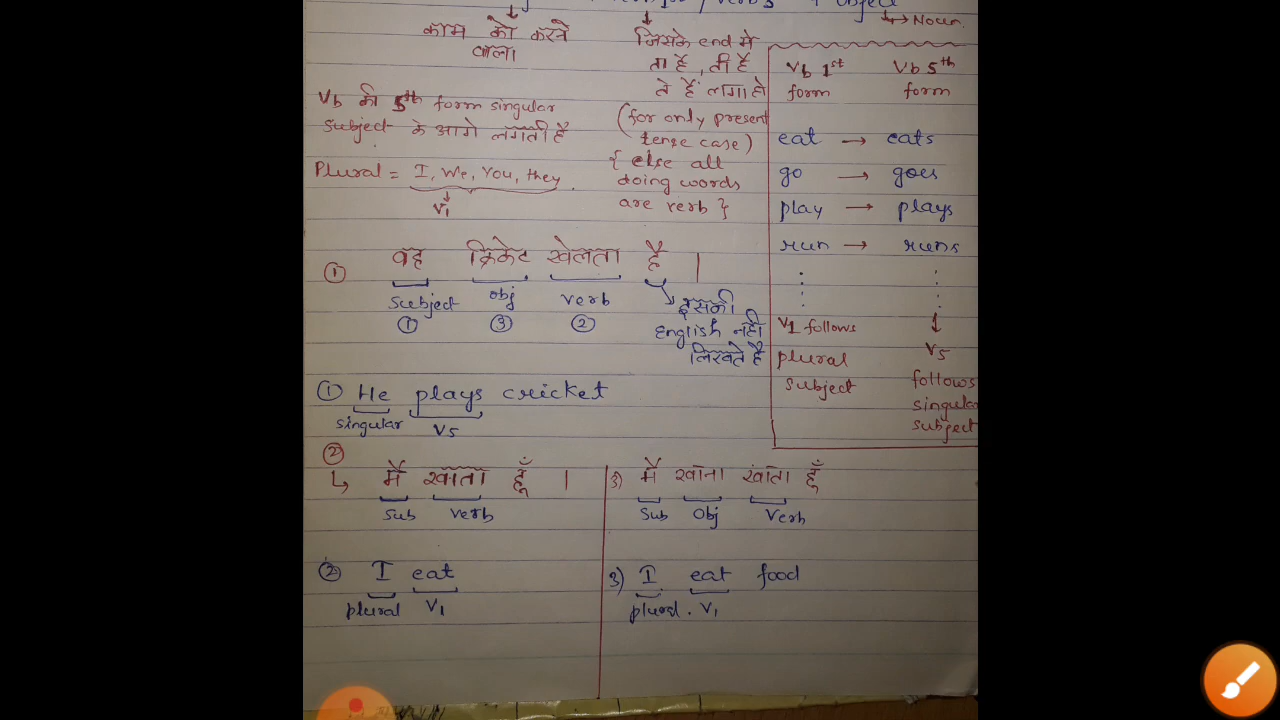 verb 5 + object
↳ Noun
काम को करने
वाला
जिसके end मे
ता है, ती है
ते हैं लगा हो
(for only present
tense case)
{ else all
doing words
are verb }
Vb की 5th form singular
subject के आगे लगती है
Plural = I, We, You, they.
V1
Vb 1st form Vb 5th form
eat → eats
go → goes
play → plays
run → runs
V1 follows
plural
subject
V5
follows
singular
subject
① वह क्रिकेट खेलता है |
subject obj verb
① ③ ②
इसकी
English नही
लिखते है
① He plays cricket
singular V5
②
↳ मैं खाता हूँ |
sub verb
② I eat
plural V1
3) मैं खाना खाता हूँ
Sub Obj Verb
3) I eat food
plural. V1